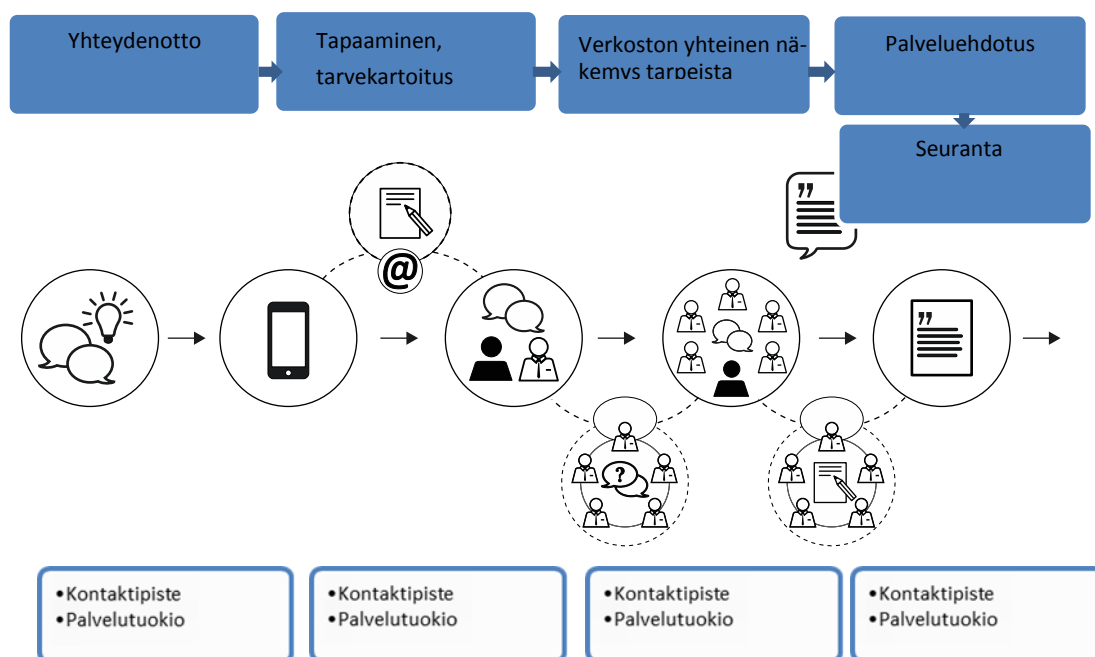 Yhteydenotto
Tapaaminen,
tarvekartoitus
Verkoston yhteinen nä-
kemys tarpeista
Palveluehdotus
Seuranta
”
@
”
?
•Kontaktipiste
•Palvelutuokio
•Kontaktipiste
•Palvelutuokio
•Kontaktipiste
•Palvelutuokio
•Kontaktipiste
•Palvelutuokio